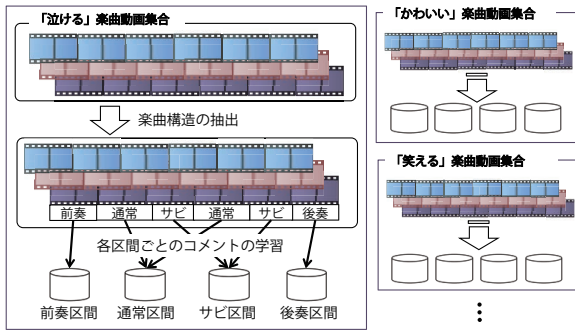 「泣ける」楽曲動画集合
楽曲構造の抽出
前奏 通常 サビ 通常 サビ 後奏
各区間ごとのコメントの学習
前奏区間 通常区間 サビ区間 後奏区間
「かわいい」楽曲動画集合
「笑える」楽曲動画集合